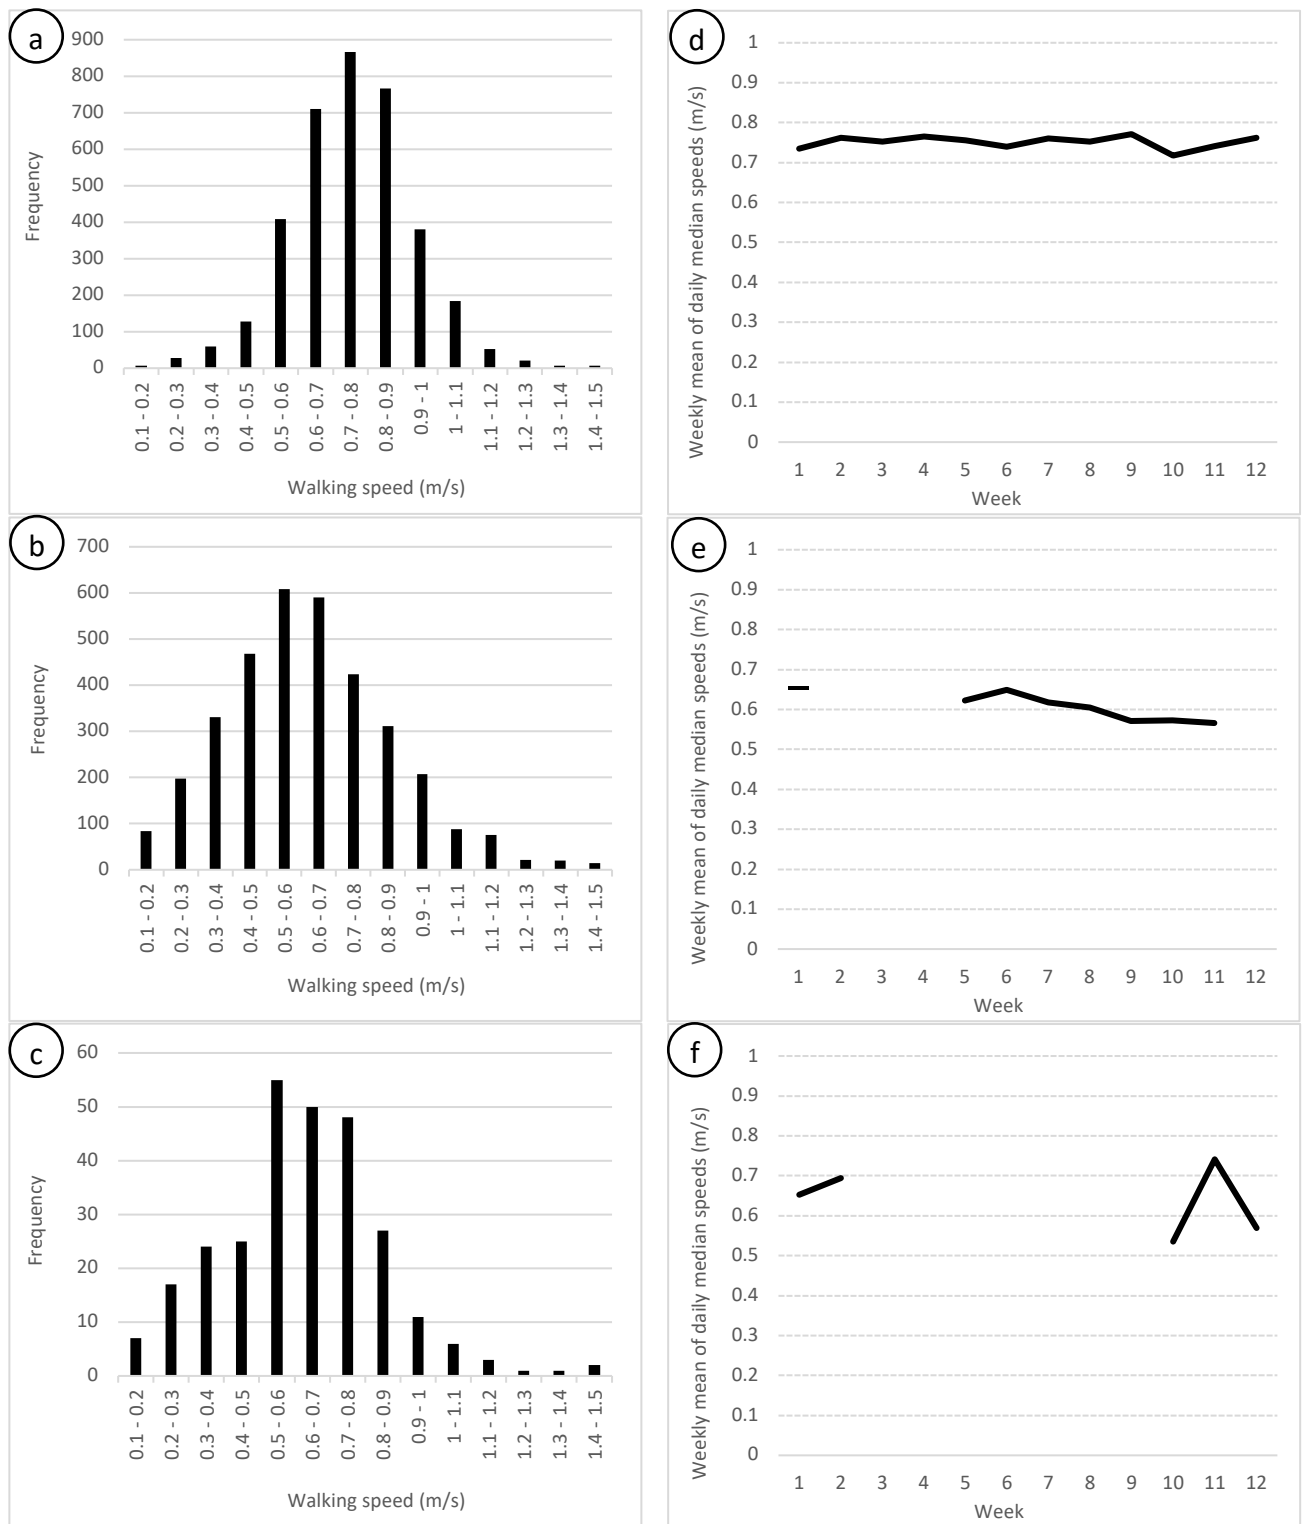 a
900
800
700
600
500
400
300
200
100
0
Frequency
0.1 - 0.2
0.2 - 0.3
0.3 - 0.4
0.4 - 0.5
0.5 - 0.6
0.6 - 0.7
0.7 - 0.8
0.8 - 0.9
0.9 - 1
1 - 1.1
1.1 - 1.2
1.2 - 1.3
1.3 - 1.4
1.4 - 1.5
Walking speed (m/s)
d
1
0.9
0.8
0.7
0.6
0.5
0.4
0.3
0.2
0.1
0
Weekly mean of daily median speeds (m/s)
1 2 3 4 5 6 7 8 9 10 11 12
Week
b
700
600
500
400
300
200
100
0
Frequency
0.1 - 0.2
0.2 - 0.3
0.3 - 0.4
0.4 - 0.5
0.5 - 0.6
0.6 - 0.7
0.7 - 0.8
0.8 - 0.9
0.9 - 1
1 - 1.1
1.1 - 1.2
1.2 - 1.3
1.3 - 1.4
1.4 - 1.5
Walking speed (m/s)
e
1
0.9
0.8
0.7
0.6
0.5
0.4
0.3
0.2
0.1
0
Weekly mean of daily median speeds (m/s)
1 2 3 4 5 6 7 8 9 10 11 12
Week
c
60
50
40
30
20
10
0
Frequency
0.1 - 0.2
0.2 - 0.3
0.3 - 0.4
0.4 - 0.5
0.5 - 0.6
0.6 - 0.7
0.7 - 0.8
0.8 - 0.9
0.9 - 1
1 - 1.1
1.1 - 1.2
1.2 - 1.3
1.3 - 1.4
1.4 - 1.5
Walking speed (m/s)
f
1
0.9
0.8
0.7
0.6
0.5
0.4
0.3
0.2
0.1
0
Weekly mean of daily median speeds (m/s)
1 2 3 4 5 6 7 8 9 10 11 12
Week